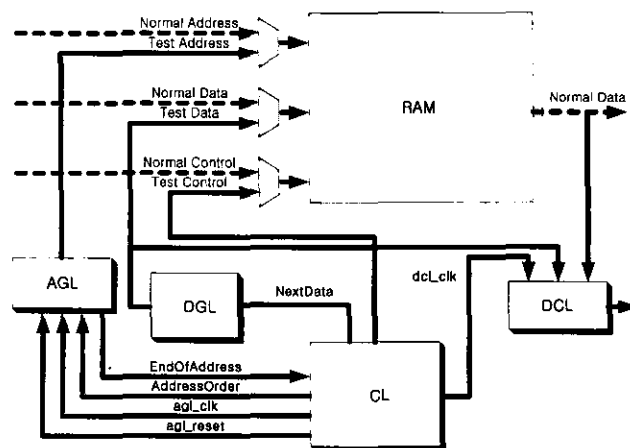 Normal Address
Test Address
Normal Data
Test Data
RAM
Normal Data
Normal Control
Test Control
AGL
DGL
NextData
dcl_clk
DCL
EndOfAddress
AddressOrder
agl_clk
agl_reset
CL